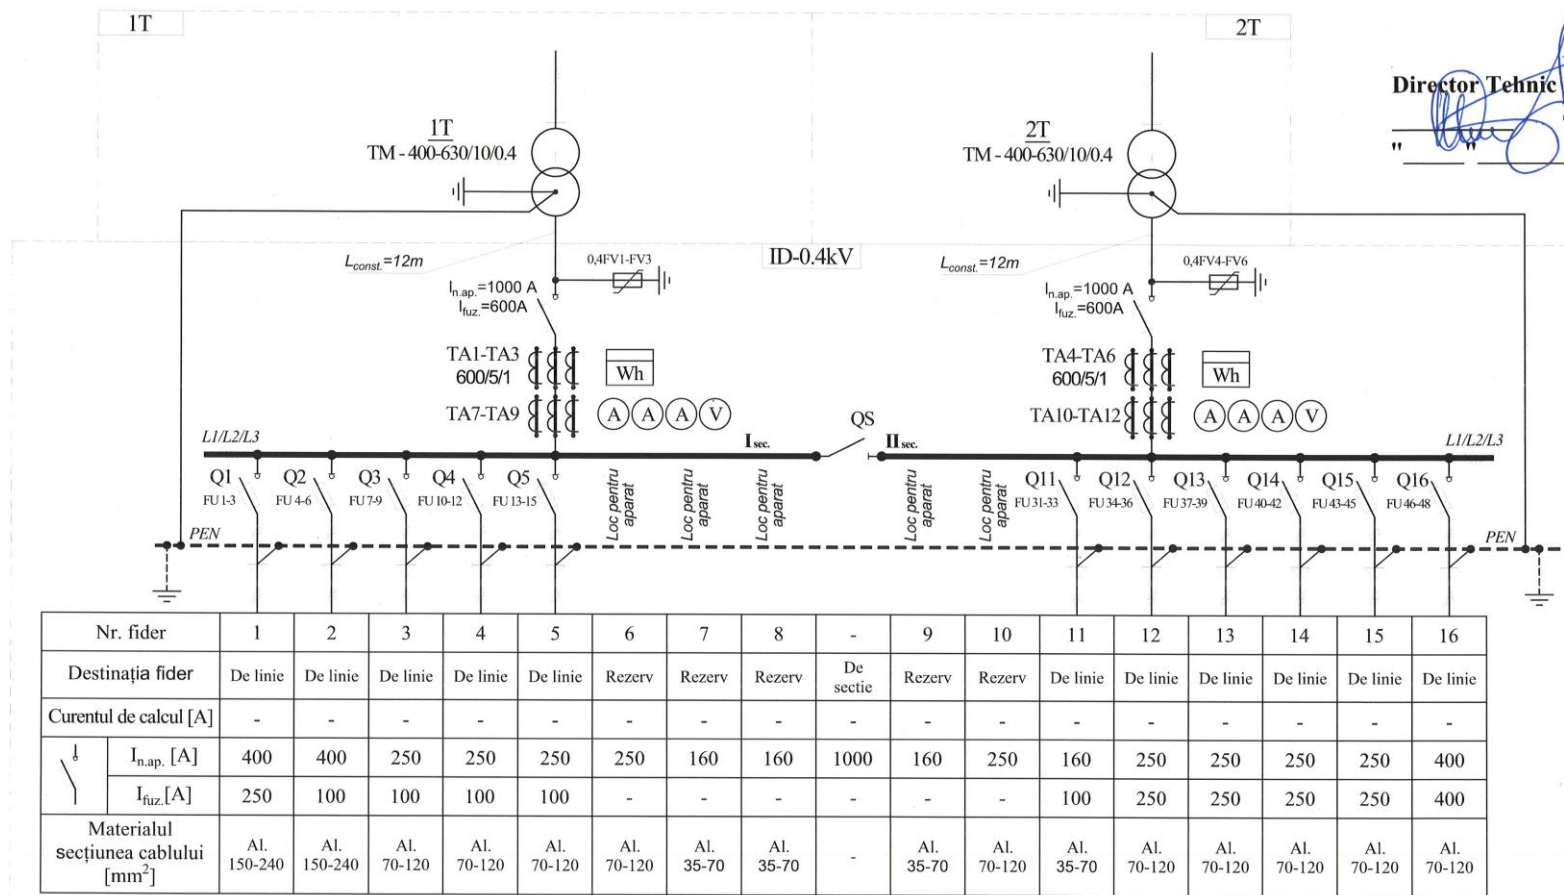 1T
2T
Director Tehnic
" "
1T
TM - 400-630/10/0.4
2T
TM - 400-630/10/0.4
ID-0.4kV
Lconst.=12m
0,4FV1-FV3
Lconst.=12m
0,4FV4-FV6
In.ap.=1000 A
Ifuz.=600A
In.ap.=1000 A
Ifuz.=600A
TA1-TA3
600/5/1
Wh
TA4-TA6
600/5/1
Wh
TA7-TA9
A A A V
TA10-TA12
A A A V
QS
L1/L2/L3
I sec.
II sec.
L1/L2/L3
Q1 Q2 Q3 Q4 Q5 Q11 Q12 Q13 Q14 Q15 Q16
FU 1-3 FU 4-6 FU 7-9 FU 10-12 FU 13-15 FU 31-33 FU 34-36 FU 37-39 FU 40-42 FU 43-45 FU 46-48
Loc pentru
aparat
Loc pentru
aparat
Loc pentru
aparat
Loc pentru
aparat
Loc pentru
aparat
PEN
PEN
Nr. fider 1 2 3 4 5 6 7 8 - 9 10 11 12 13 14 15 16
Destinația fider De linie De linie De linie De linie De linie Rezerv Rezerv Rezerv De sectie Rezerv Rezerv De linie De linie De linie De linie De linie De linie
Curentul de calcul [A] - - - - - - - - - - - - - - - - -
In.ap. [A] 400 400 250 250 250 250 160 160 1000 160 250 160 250 250 250 250 400
Ifuz.[A] 250 100 100 100 100 - - - - - - 100 250 250 250 250 400
Materialul
secțiunea cablului
[mm²]
Al. Al. Al. Al. Al. Al. Al. Al. - Al. Al. Al. Al. Al. Al. Al. Al.
150-240 150-240 70-120 70-120 70-120 70-120 35-70 35-70 35-70 70-120 35-70 70-120 70-120 70-120 70-120 70-120